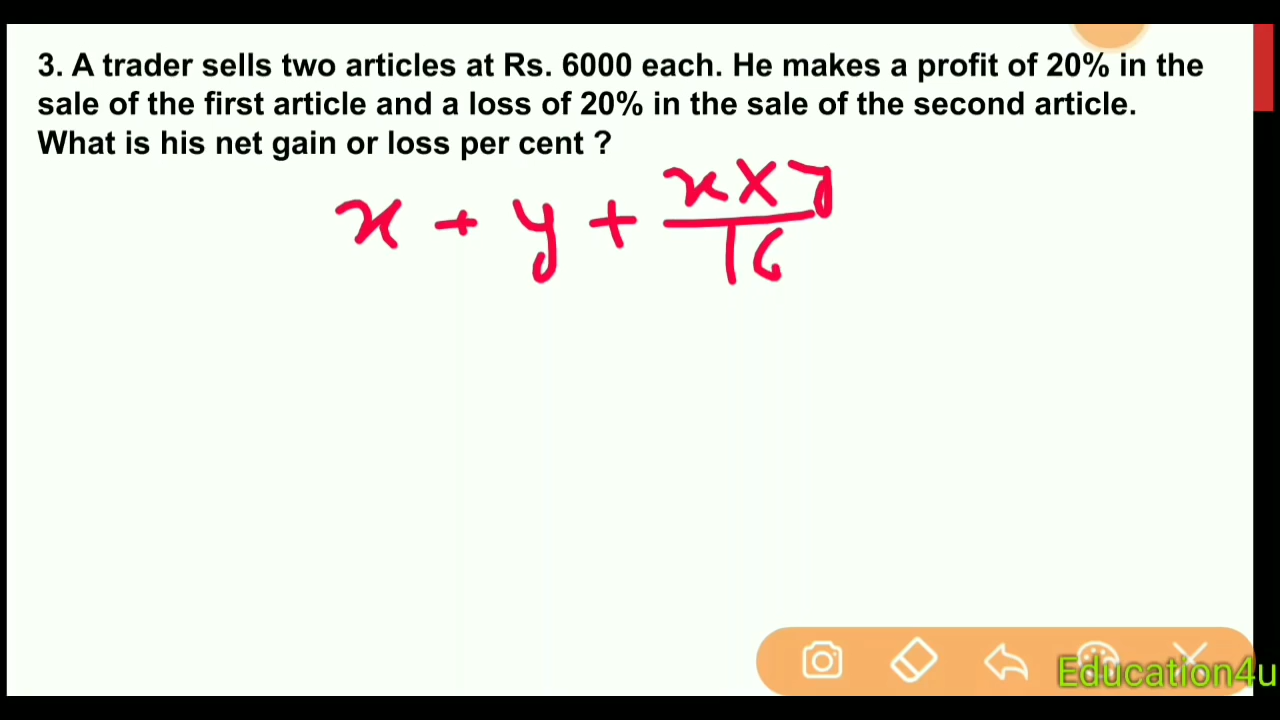 3. A trader sells two articles at Rs. 6000 each. He makes a profit of 20% in the
sale of the first article and a loss of 20% in the sale of the second article.
What is his net gain or loss per cent ?
x + y + x×y/10
Education4u